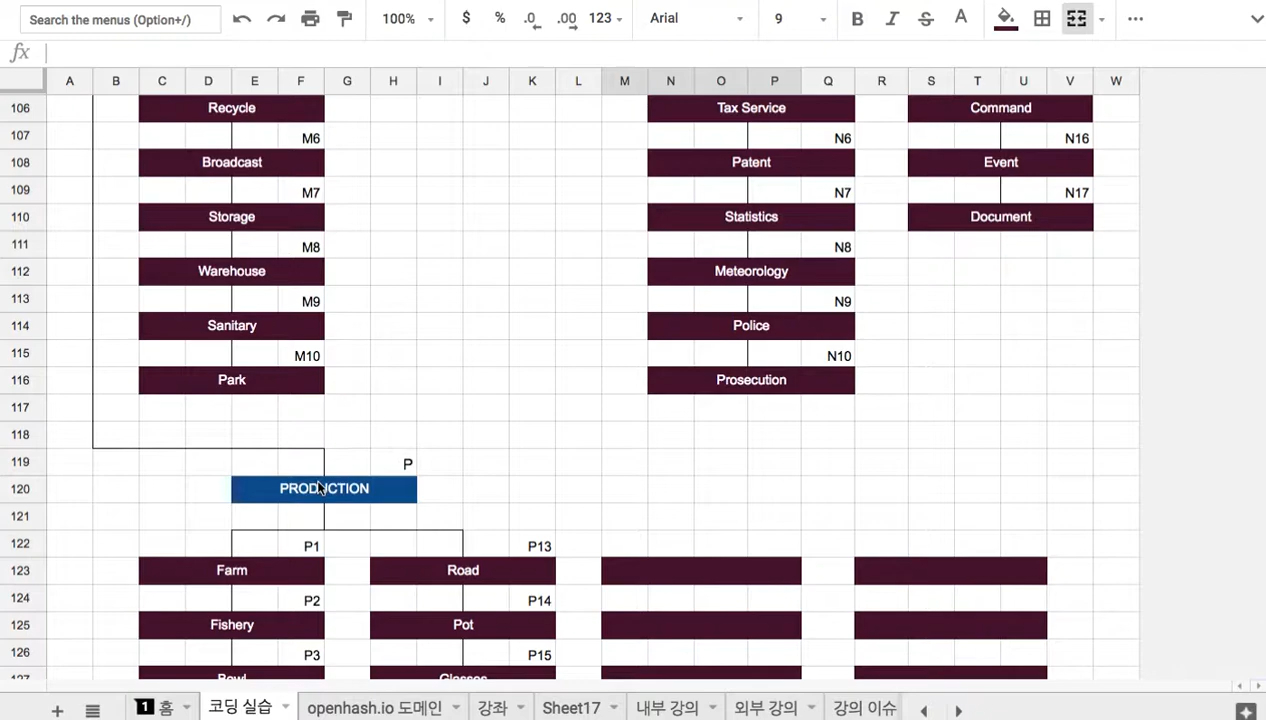 Search the menus (Option+/) 100% $ % .0 .00 123 Arial 9 B I S A
fx
A B C D E F G H I J K L M N O P Q R S T U V W
106 Recycle Tax Service Command
107 M6 N6 N16
108 Broadcast Patent Event
109 M7 N7 N17
110 Storage Statistics Document
111 M8 N8
112 Warehouse Meteorology
113 M9 N9
114 Sanitary Police
115 M10 N10
116 Park Prosecution
117
118
119 P
120 PRODUCTION
121
122 P1 P13
123 Farm Road
124 P2 P14
125 Fishery Pot
126 P3 P15
127 Bowl Glasses
1 홈 코딩 실습 openhash.io 도메인 강좌 Sheet17 내부 강의 외부 강의 강의 이슈